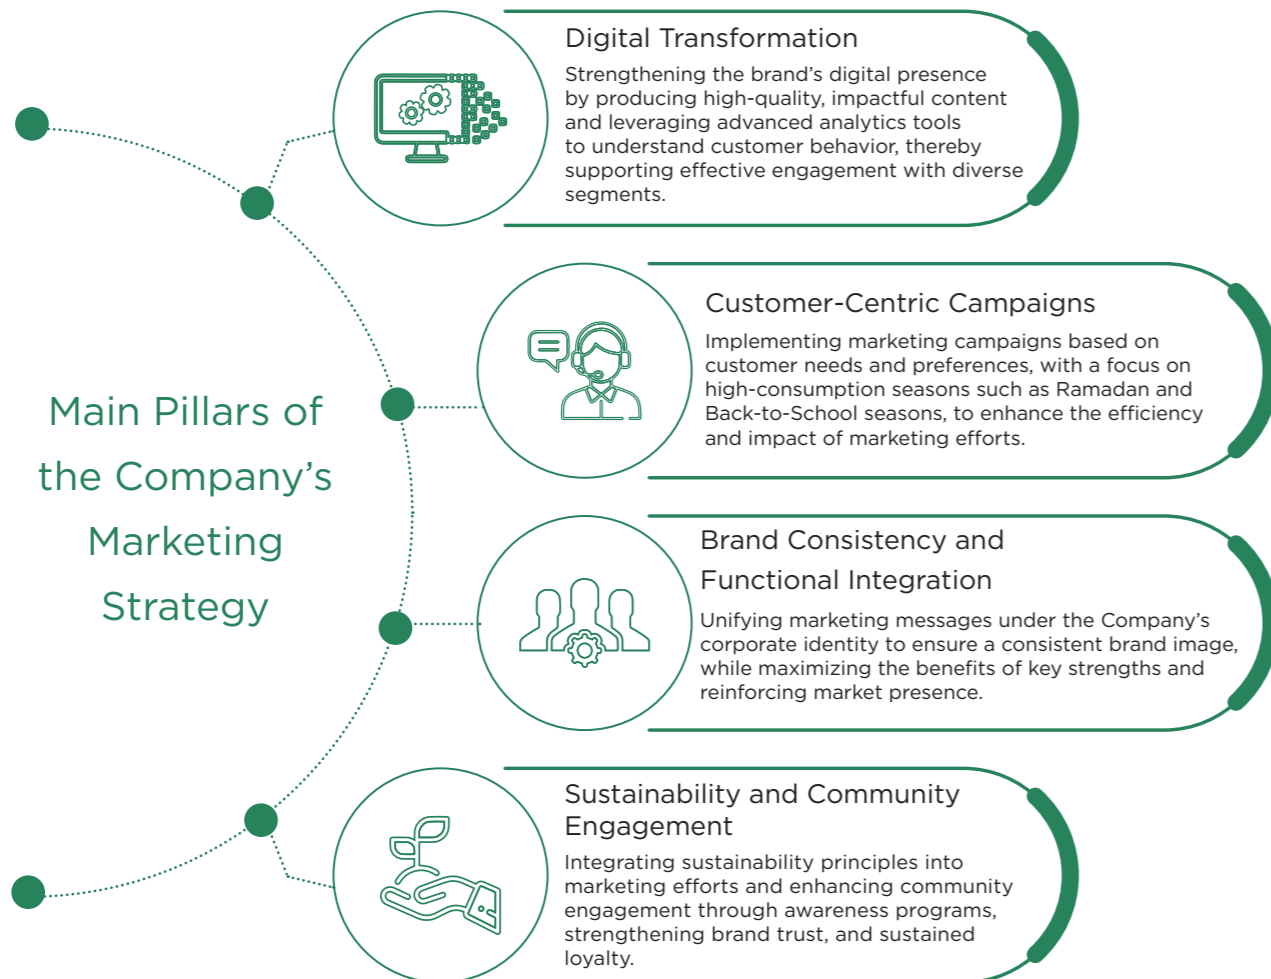 Main Pillars of
the Company's
Marketing
Strategy
Digital Transformation
Strengthening the brand's digital presence
by producing high-quality, impactful content
and leveraging advanced analytics tools
to understand customer behavior, thereby
supporting effective engagement with diverse
segments.
Customer-Centric Campaigns
Implementing marketing campaigns based on
customer needs and preferences, with a focus on
high-consumption seasons such as Ramadan and
Back-to-School seasons, to enhance the efficiency
and impact of marketing efforts.
Brand Consistency and
Functional Integration
Unifying marketing messages under the Company's
corporate identity to ensure a consistent brand image,
while maximizing the benefits of key strengths and
reinforcing market presence.
Sustainability and Community
Engagement
Integrating sustainability principles into
marketing efforts and enhancing community
engagement through awareness programs,
strengthening brand trust, and sustained
loyalty.